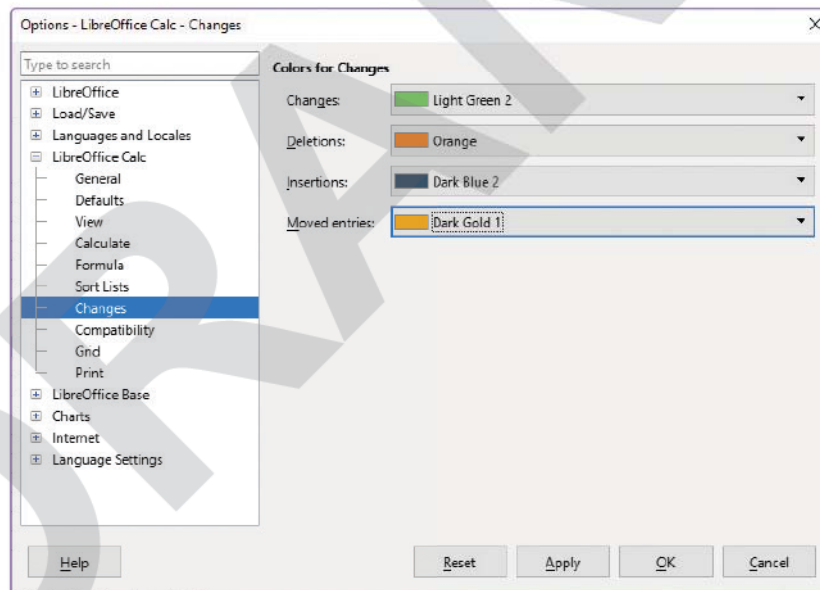 Options - LibreOffice Calc - Changes
Type to search
LibreOffice
Load/Save
Languages and Locales
LibreOffice Calc
General
Defaults
View
Calculate
Formula
Sort Lists
Changes
Compatibility
Grid
Print
LibreOffice Base
Charts
Internet
Language Settings
Colors for Changes
Changes: Light Green 2
Deletions: Orange
Insertions: Dark Blue 2
Moved entries: Dark Gold 1
Help Reset Apply OK Cancel